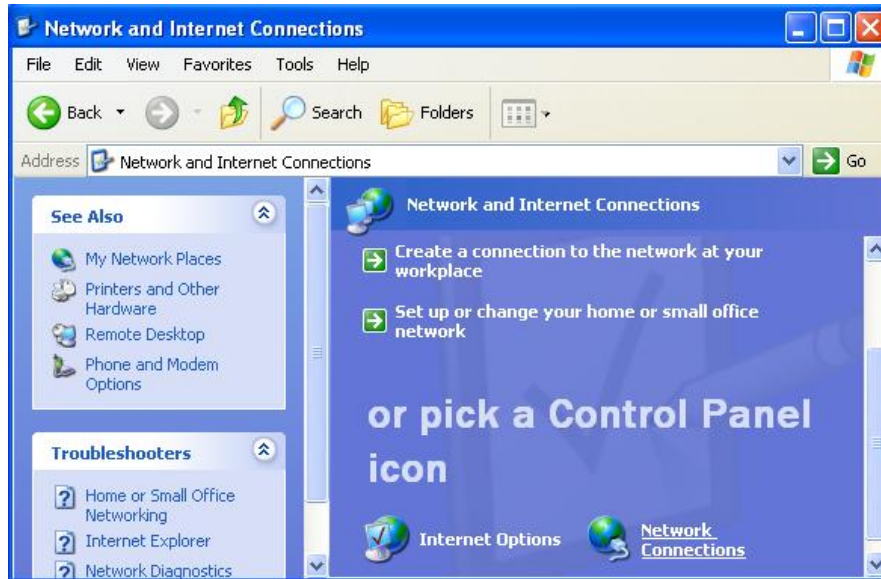 Network and Internet Connections
File Edit View Favorites Tools Help
Back Search Folders
Address Network and Internet Connections Go
See Also
My Network Places
Printers and Other
Hardware
Remote Desktop
Phone and Modem
Options
Troubleshooters
Home or Small Office
Networking
Internet Explorer
Network Diagnostics
Network and Internet Connections
Create a connection to the network at your
workplace
Set up or change your home or small office
network
or pick a Control Panel
icon
Internet Options
Network
Connections